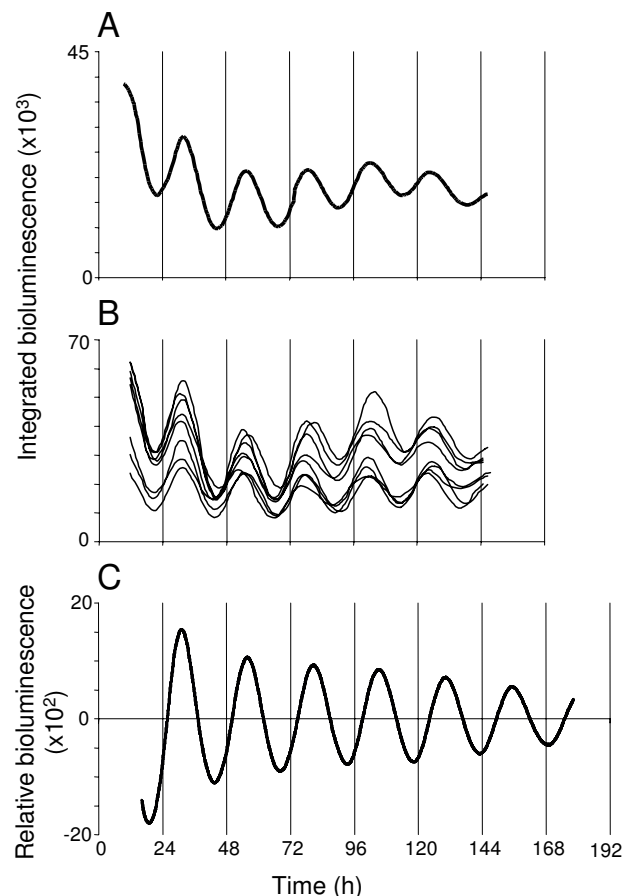 A
45
0
Integrated bioluminescence (x10³)
B
70
0
C
20
0
-20
Relative bioluminescence
(x10²)
0 24 48 72 96 120 144 168 192
Time (h)